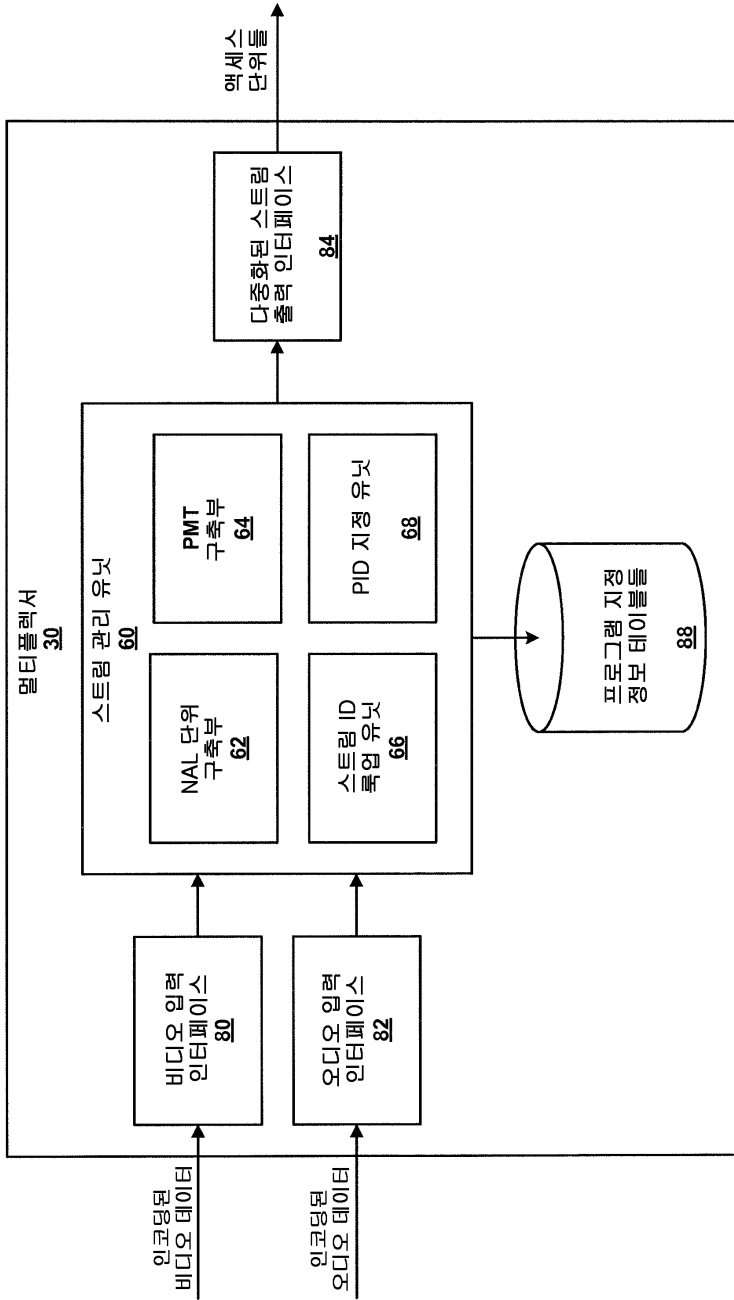 멀티플렉서
30
인코딩된
비디오 데이터
인코딩된
오디오 데이터
비디오 입력
인터페이스
80
오디오 입력
인터페이스
82
스트림 관리 유닛
60
NAL 단위
구축부
62
PMT
구축부
64
스트림 ID
룩업 유닛
66
PID 지정 유닛
68
다중화된 스트림
출력 인터페이스
84
액세스
단위들
프로그램 지정
정보 테이블들
88